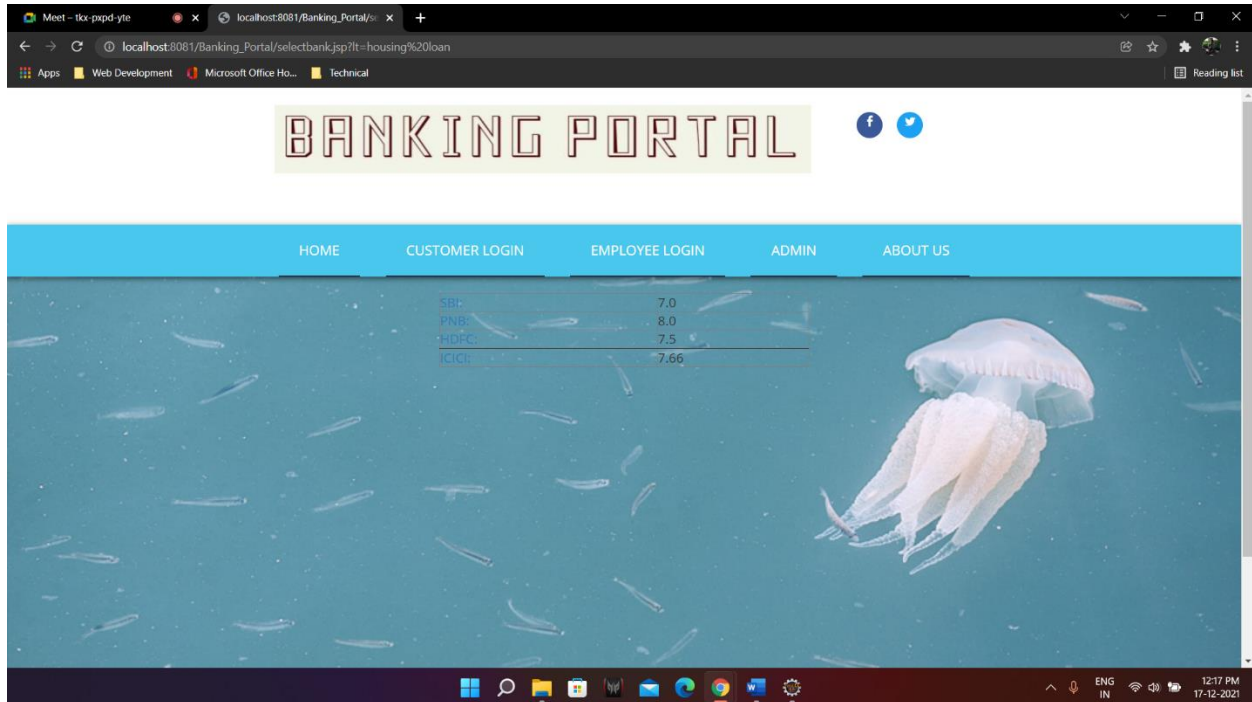 Meet – tkx-pxpd-yte
localhost:8081/Banking_Portal/se
localhost:8081/Banking_Portal/selectbank.jsp?lt=housing%20loan
Apps Web Development Microsoft Office Ho... Technical Reading list
BANKING PORTAL
HOME CUSTOMER LOGIN EMPLOYEE LOGIN ADMIN ABOUT US
SBI: 7.0
PNB: 8.0
HDFC: 7.5
ICICI: 7.66
ENG
IN
12:17 PM
17-12-2021